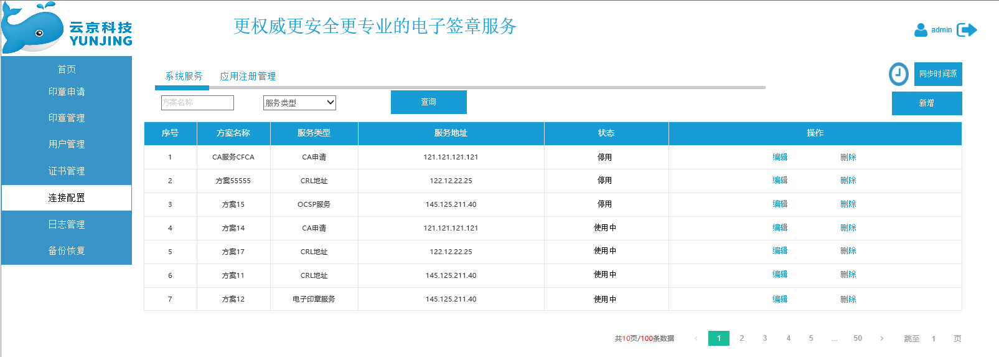 云京科技
YUNJING
更权威更安全更专业的电子签章服务
admin
首页
印章申请
印章管理
用户管理
证书管理
连接配置
日志管理
备份恢复
系统服务 应用注册管理
同步时间源
方案名称 服务类型 查询 新增
序号 方案名称 服务类型 服务地址 状态 操作
1 CA服务CFCA CA申请 121.121.121.121 停用 编辑 删除
2 方案55555 CRL地址 122.12.22.25 停用 编辑 删除
3 方案15 OCSP服务 145.125.211.40 停用 编辑 删除
4 方案14 CA申请 121.121.121.121 使用中 编辑 删除
5 方案17 CRL地址 122.12.22.25 使用中 编辑 删除
6 方案11 CRL地址 145.125.211.40 使用中 编辑 删除
7 方案12 电子印章服务 145.125.211.40 使用中 编辑 删除
共10页/100条数据 ‹ 1 2 3 4 5 ... 50 › 跳至 1 页